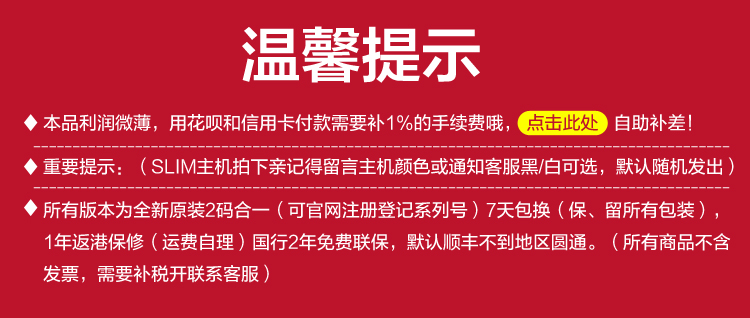 温馨提示
♦ 本品利润微薄，用花呗和信用卡付款需要补1%的手续费哦，点击此处 自助补差！
♦ 重要提示：（SLIM主机拍下亲记得留言主机颜色或通知客服黑/白可选，默认随机发出）
♦ 所有版本为全新原装2码合一（可官网注册登记系列号）7天包换（保、留所有包装），
1年返港保修（运费自理）国行2年免费联保，默认顺丰不到地区圆通。（所有商品不含
发票，需要补税开联系客服）